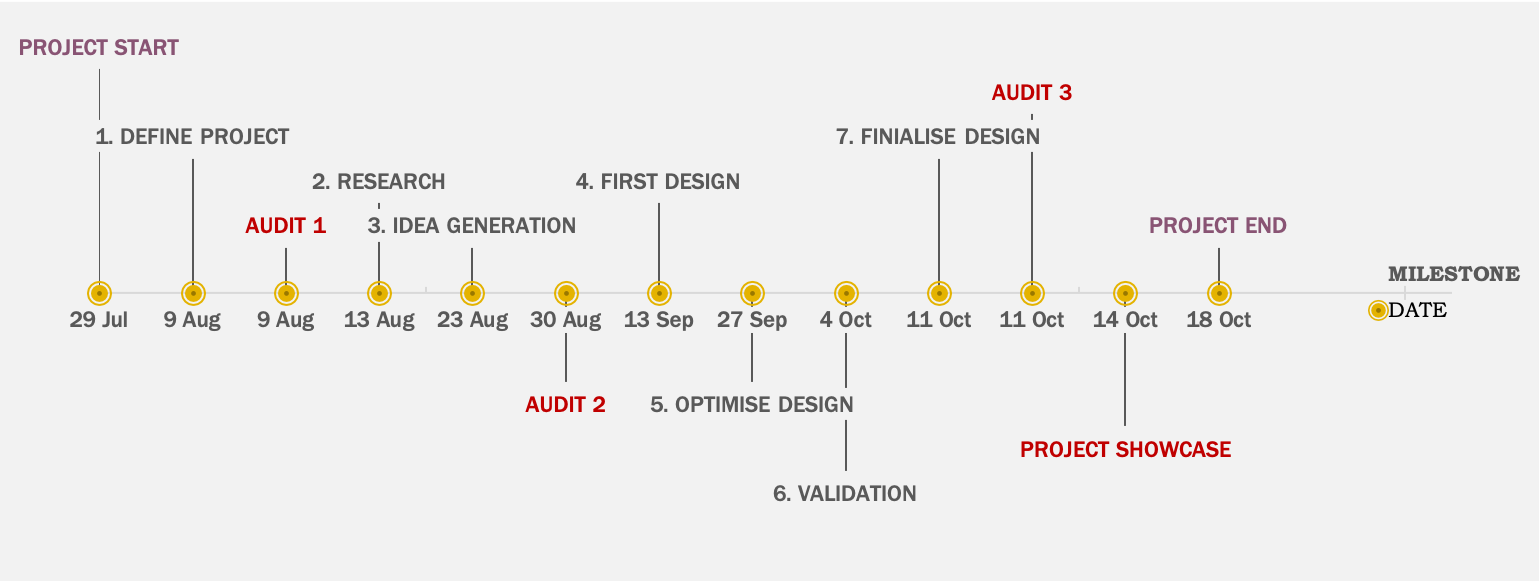 PROJECT START
AUDIT 3
1. DEFINE PROJECT
7. FINIALISE DESIGN
2. RESEARCH
4. FIRST DESIGN
AUDIT 1
3. IDEA GENERATION
PROJECT END
MILESTONE
DATE
29 Jul
9 Aug
9 Aug
13 Aug
23 Aug
30 Aug
13 Sep
27 Sep
4 Oct
11 Oct
11 Oct
14 Oct
18 Oct
AUDIT 2
5. OPTIMISE DESIGN
PROJECT SHOWCASE
6. VALIDATION